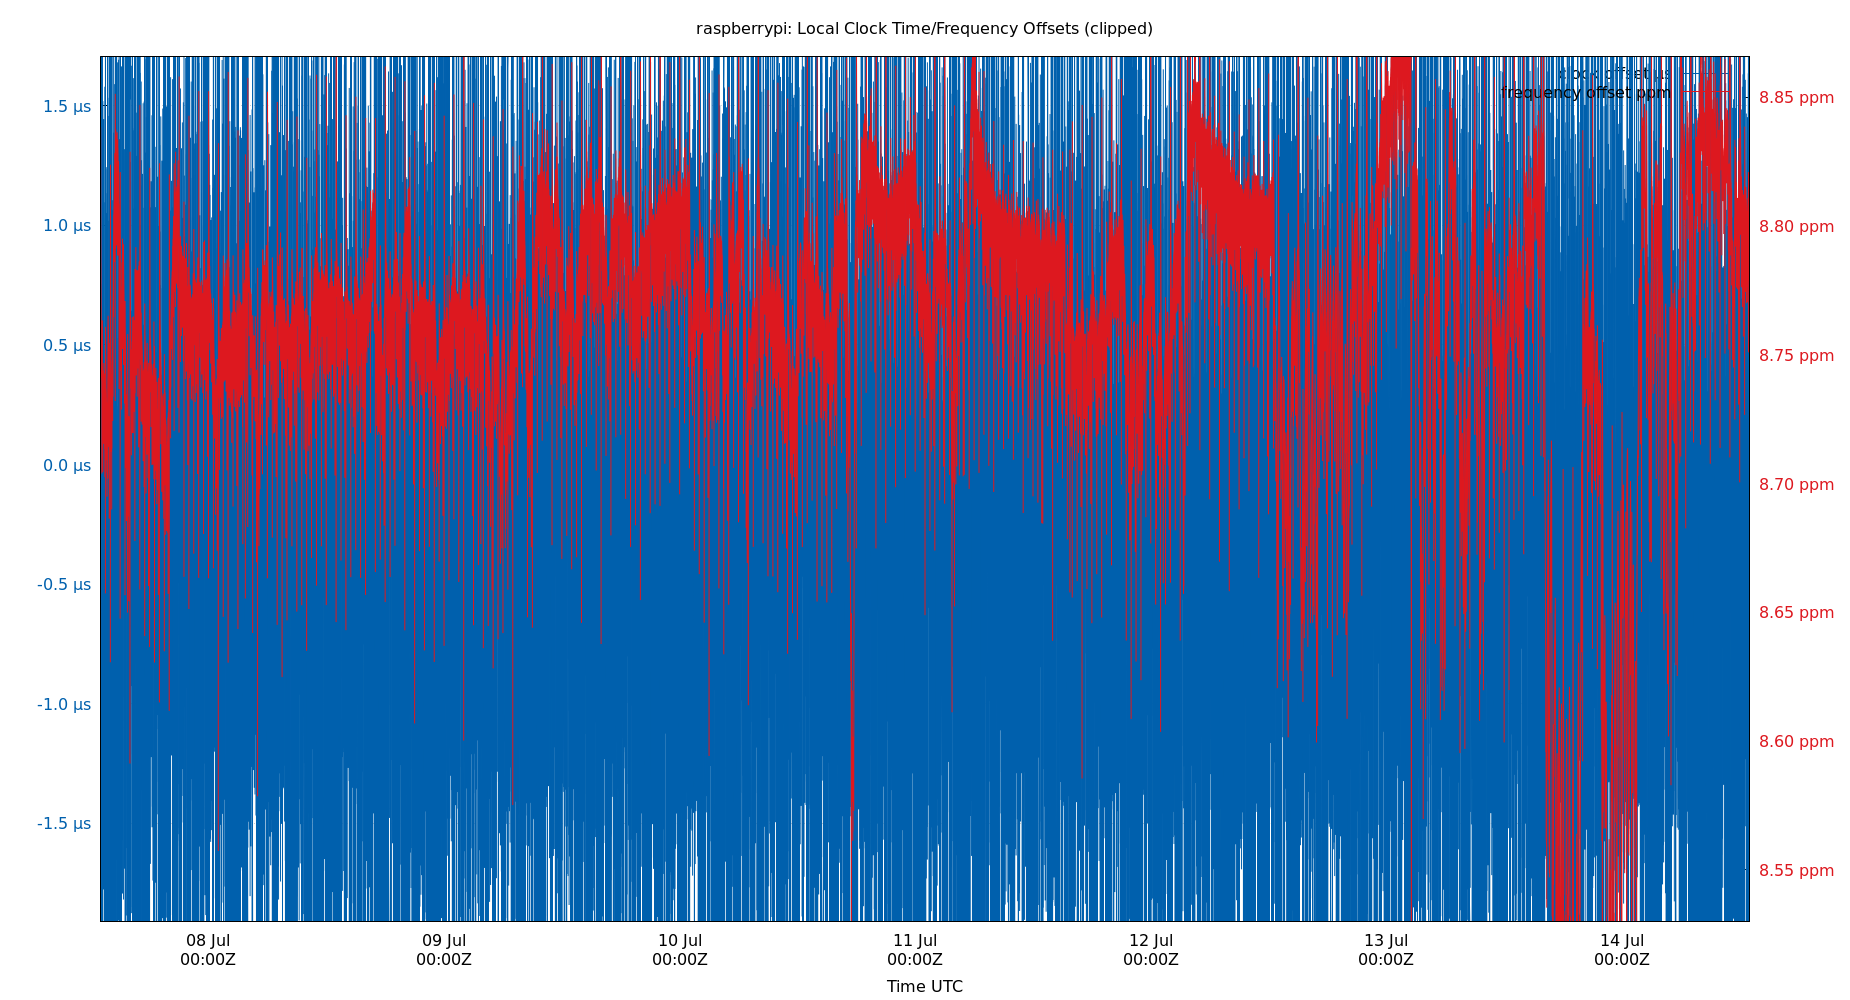 raspberrypi: Local Clock Time/Frequency Offsets (clipped)
clock offset µs
frequency offset ppm
1.5 µs
1.0 µs
0.5 µs
0.0 µs
-0.5 µs
-1.0 µs
-1.5 µs
8.85 ppm
8.80 ppm
8.75 ppm
8.70 ppm
8.65 ppm
8.60 ppm
8.55 ppm
08 Jul
00:00Z
09 Jul
00:00Z
10 Jul
00:00Z
11 Jul
00:00Z
12 Jul
00:00Z
13 Jul
00:00Z
14 Jul
00:00Z
Time UTC